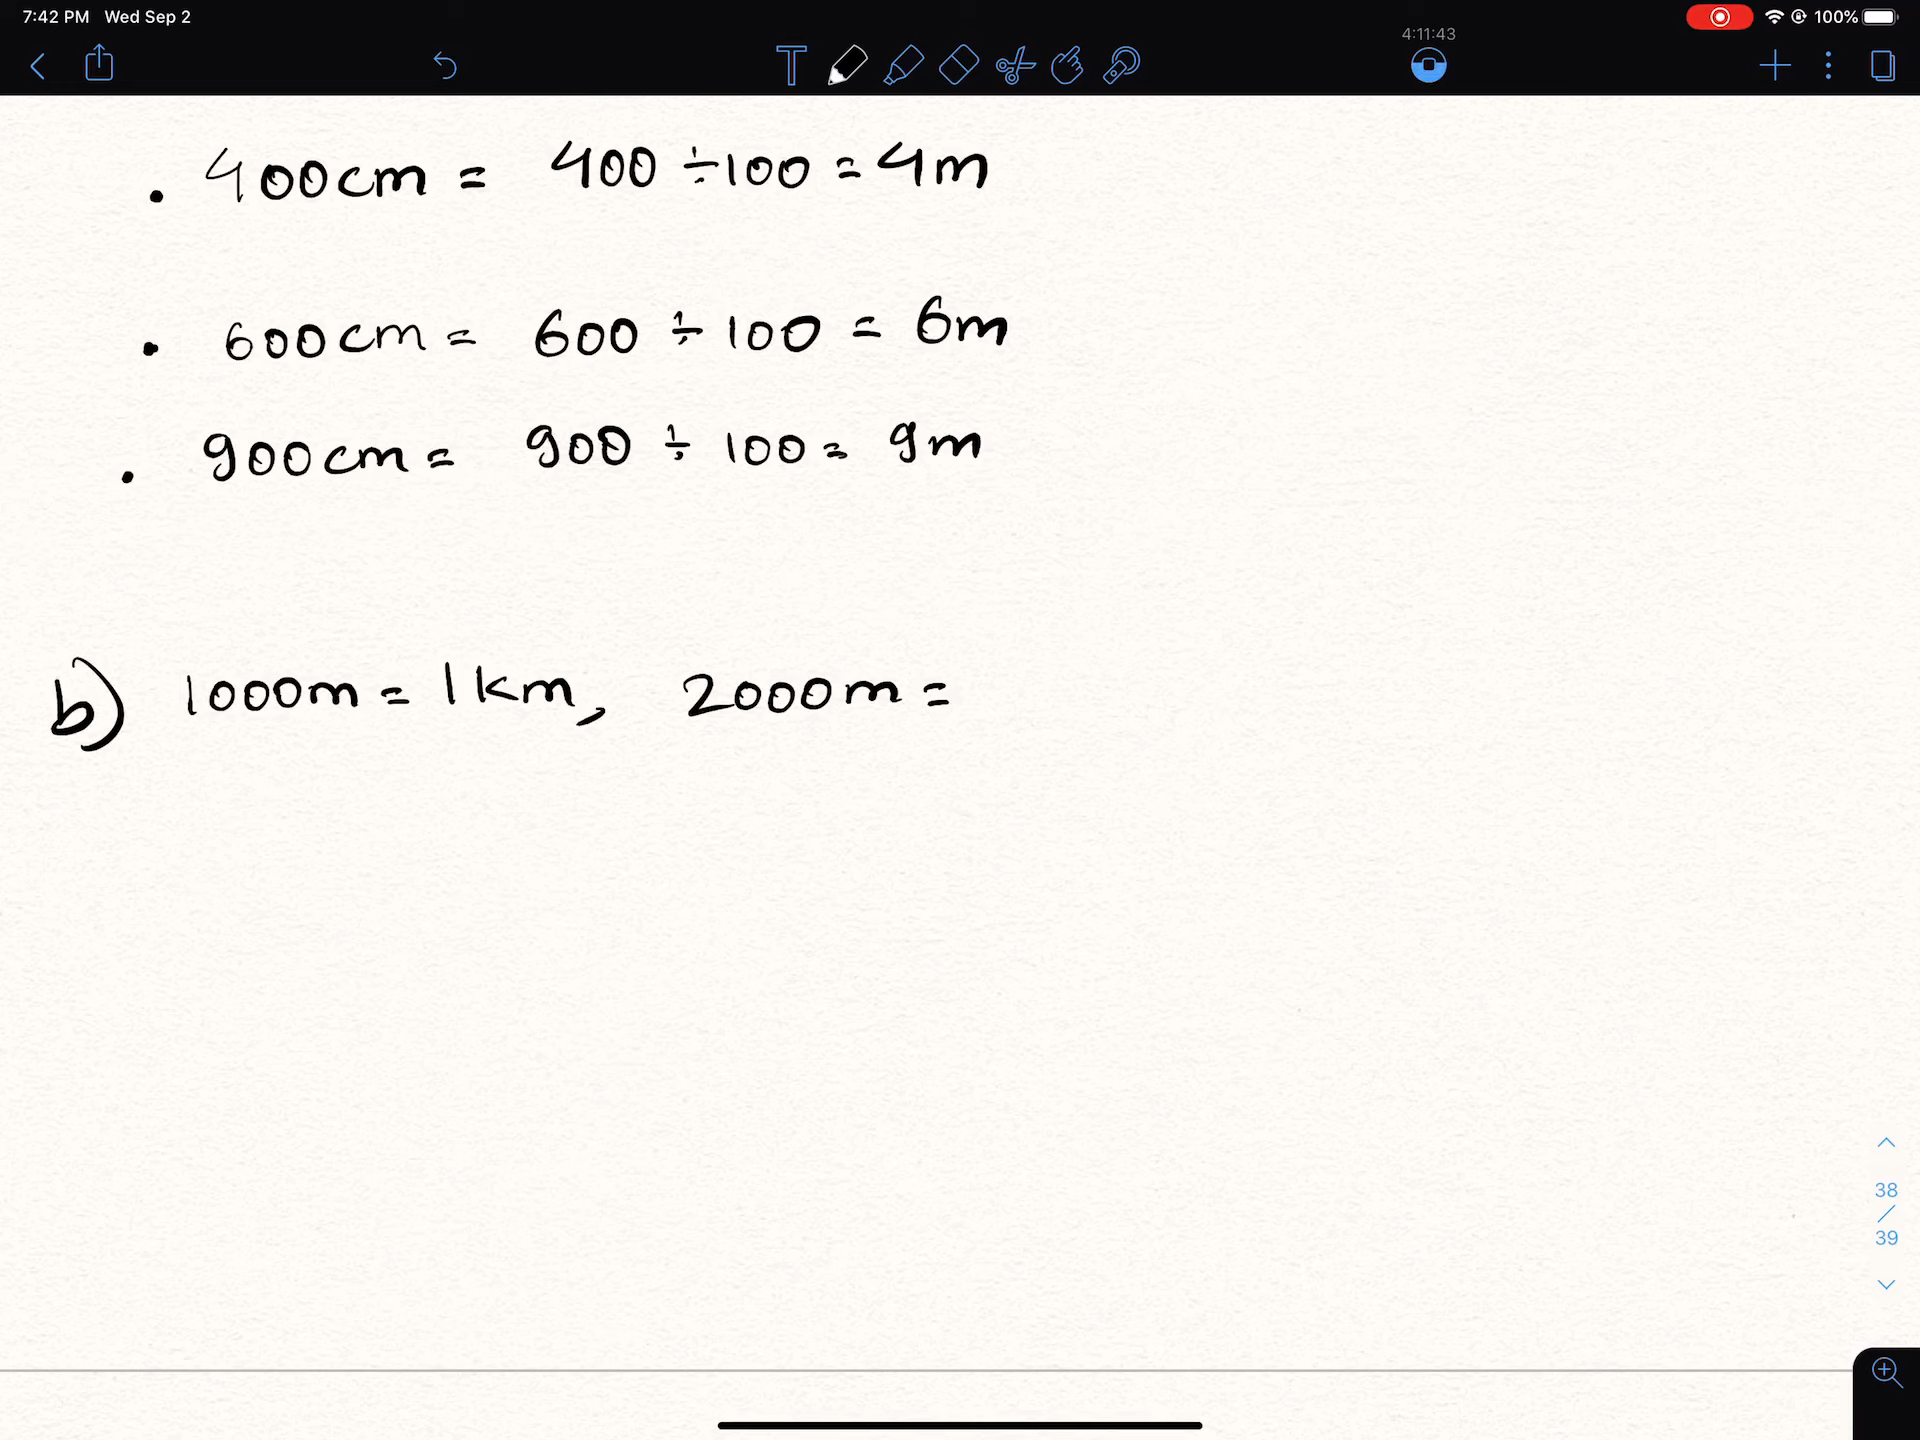 7:42 PM Wed Sep 2
100%
4:11:43
. 400cm = 400 ÷ 100 = 4m
. 600cm = 600 ÷ 100 = 6m
. 900cm = 900 ÷ 100 = 9m
b) 1000m = 1km, 2000m =
38
/
39